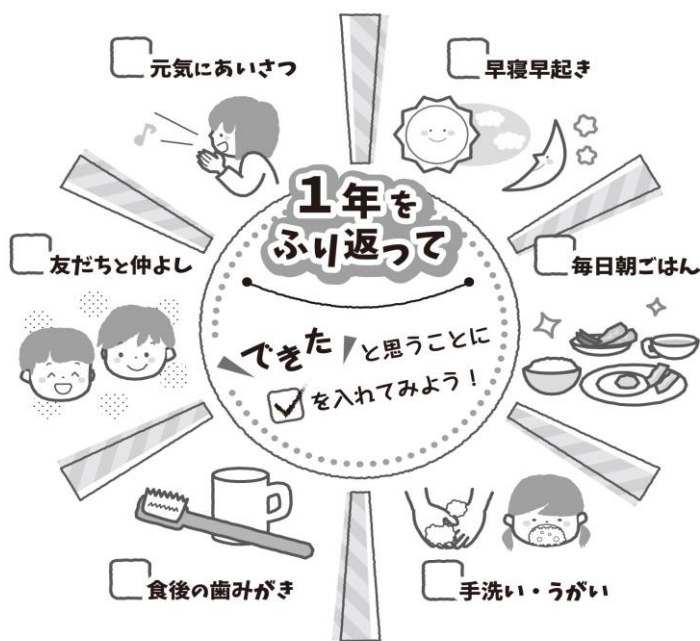 1年を
ふり返って
できた と思うことに
を入れてみよう！
元気にあいさつ
早寝早起き
友だちと仲よし
毎日朝ごはん
食後の歯みがき
手洗い・うがい